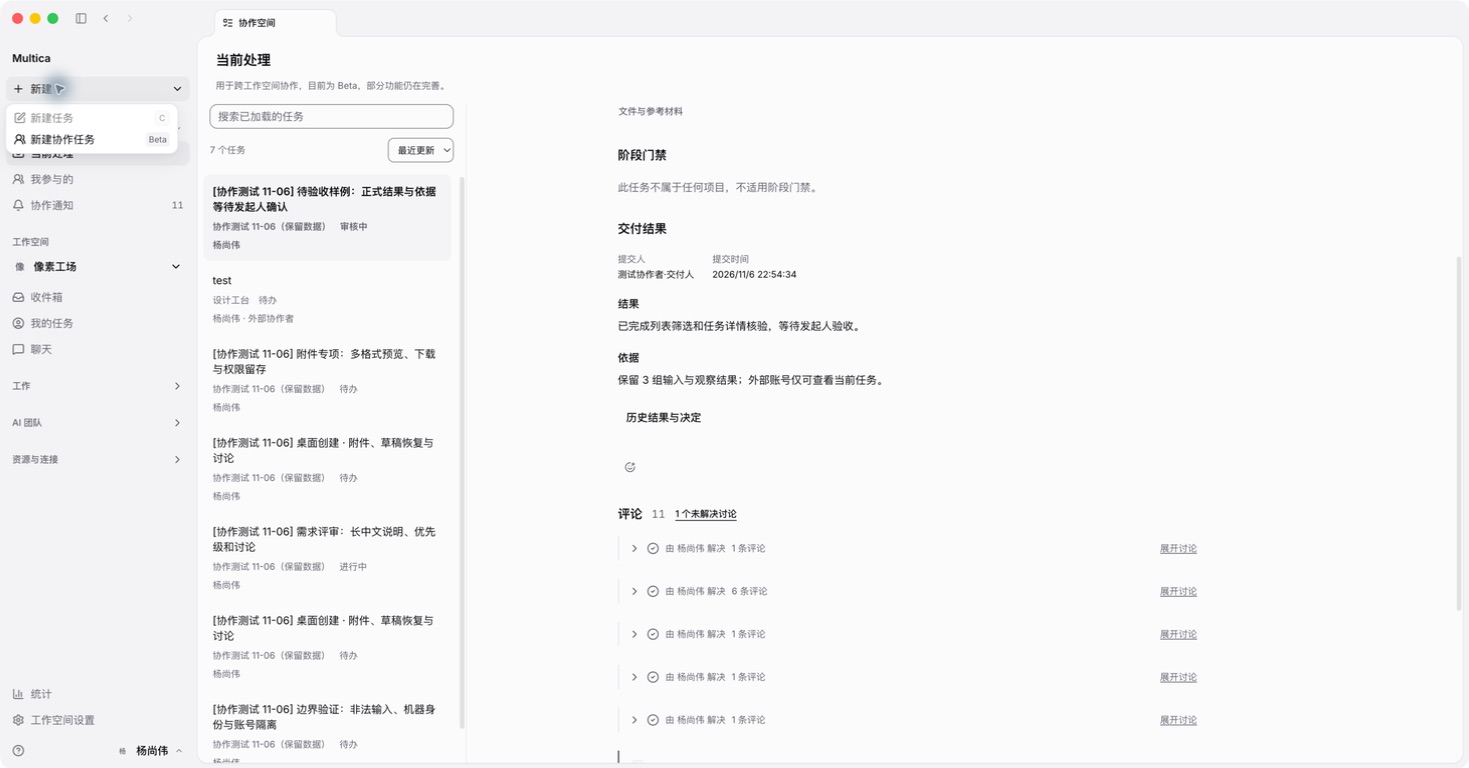 协作空间
Multica
新建
新建任务 C
新建协作任务 Beta
当前处理
我参与的
协作通知 11
工作空间
像 像素工场
收件箱
我的任务
聊天
工作
AI 团队
资源与连接
统计
工作空间设置
杨 杨尚伟
当前处理
用于跨工作空间协作，目前为 Beta，部分功能仍在完善。
搜索已加载的任务
7 个任务 最近更新
[协作测试 11-06] 待验收样例：正式结果与依据
等待发起人确认
协作测试 11-06（保留数据） 审核中
杨尚伟
test
设计工台 待办
杨尚伟 · 外部协作者
[协作测试 11-06] 附件专项：多格式预览、下载
与权限留存
协作测试 11-06（保留数据） 待办
杨尚伟
[协作测试 11-06] 桌面创建 · 附件、草稿恢复与
讨论
协作测试 11-06（保留数据） 待办
杨尚伟
[协作测试 11-06] 需求评审：长中文说明、优先
级和讨论
协作测试 11-06（保留数据） 进行中
杨尚伟
[协作测试 11-06] 桌面创建 · 附件、草稿恢复与
讨论
协作测试 11-06（保留数据） 待办
杨尚伟
[协作测试 11-06] 边界验证：非法输入、机器身
份与账号隔离
协作测试 11-06（保留数据） 待办
杨尚伟
文件与参考材料
阶段门禁
此任务不属于任何项目，不适用阶段门禁。
交付结果
提交人 提交时间
测试协作者·交付人 2026/11/6 22:54:34
结果
已完成列表筛选和任务详情核验，等待发起人验收。
依据
保留 3 组输入与观察结果；外部账号仅可查看当前任务。
历史结果与决定
评论 11 1 个未解决讨论
由 杨尚伟 解决 1 条评论 展开讨论
由 杨尚伟 解决 6 条评论 展开讨论
由 杨尚伟 解决 1 条评论 展开讨论
由 杨尚伟 解决 1 条评论 展开讨论
由 杨尚伟 解决 1 条评论 展开讨论